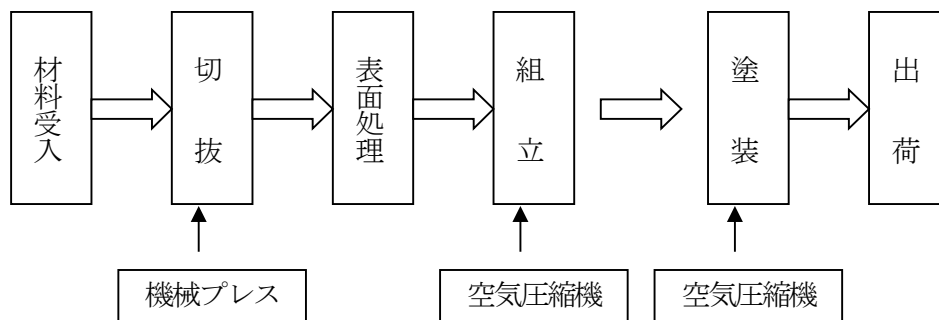 材料受入
切抜
表面処理
組立
塗装
出荷
機械プレス
空気圧縮機
空気圧縮機